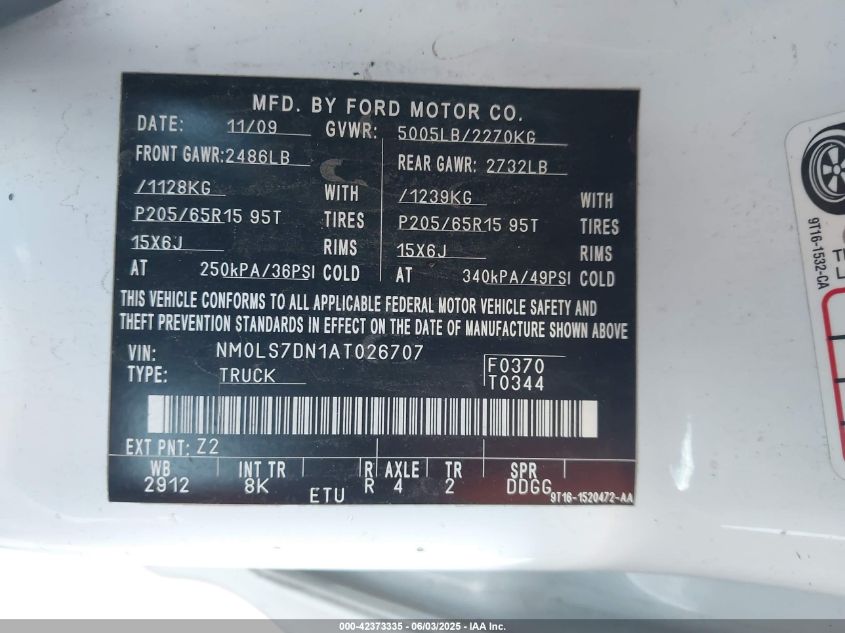 MFD. BY FORD MOTOR CO.
DATE: 11/09 GVWR: 5005LB/2270KG
FRONT GAWR:2486LB REAR GAWR: 2732LB
/1128KG WITH /1239KG WITH
P205/65R15 95T TIRES P205/65R15 95T TIRES
15X6J RIMS 15X6J RIMS
AT 250kPA/36PSI COLD AT 340kPA/49PSI COLD
THIS VEHICLE CONFORMS TO ALL APPLICABLE FEDERAL MOTOR VEHICLE SAFETY AND
THEFT PREVENTION STANDARDS IN EFFECT ON THE DATE OF MANUFACTURE SHOWN ABOVE
VIN: NM0LS7DN1AT026707
TYPE: TRUCK
F0370
T0344
EXT PNT: Z2
WB INT TR R AXLE TR SPR
2912 8K ETU R 4 2 DDGG
9T16-1520472-AA
9T16-1532-CA
000-42373335 - 06/03/2025 - IAA Inc.